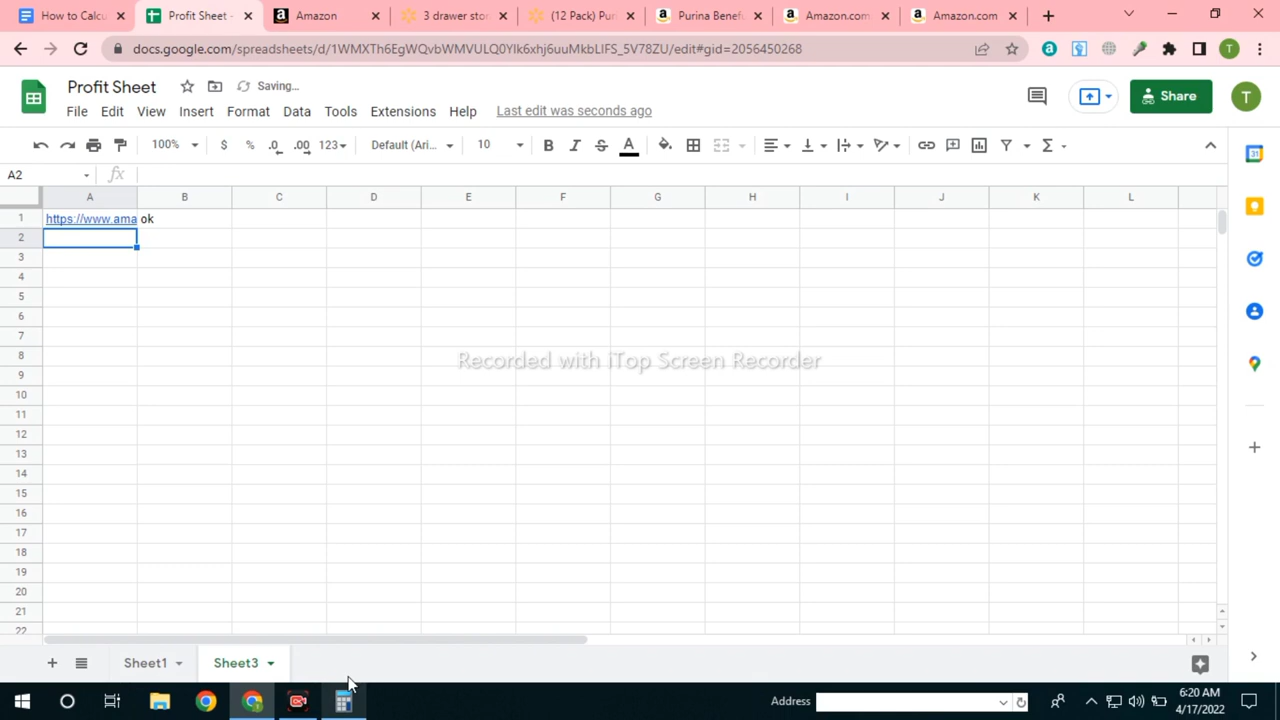 How to Calcu
Profit Sheet -
Amazon
3 drawer stor
(12 Pack) Puri
Purina Benefu
Amazon.com
Amazon.com
docs.google.com/spreadsheets/d/1WMXTh6EgWQvbWMVULQ0Ylk6xhj6uuMkbLIFS_5V78ZU/edit#gid=2056450268
T
Profit Sheet
Saving...
File Edit View Insert Format Data Tools Extensions Help
Last edit was seconds ago
Share
T
100% $ % .0 .00 123 Default (Ari... 10 B I S A
A2
fx
A B C D E F G H I J K L
1 https://www.ama ok
2
3
4
5
6
7
8
Recorded with iTop Screen Recorder
9
10
11
12
13
14
15
16
17
18
19
20
21
22
Sheet1
Sheet3
Address
6:20 AM
4/17/2022